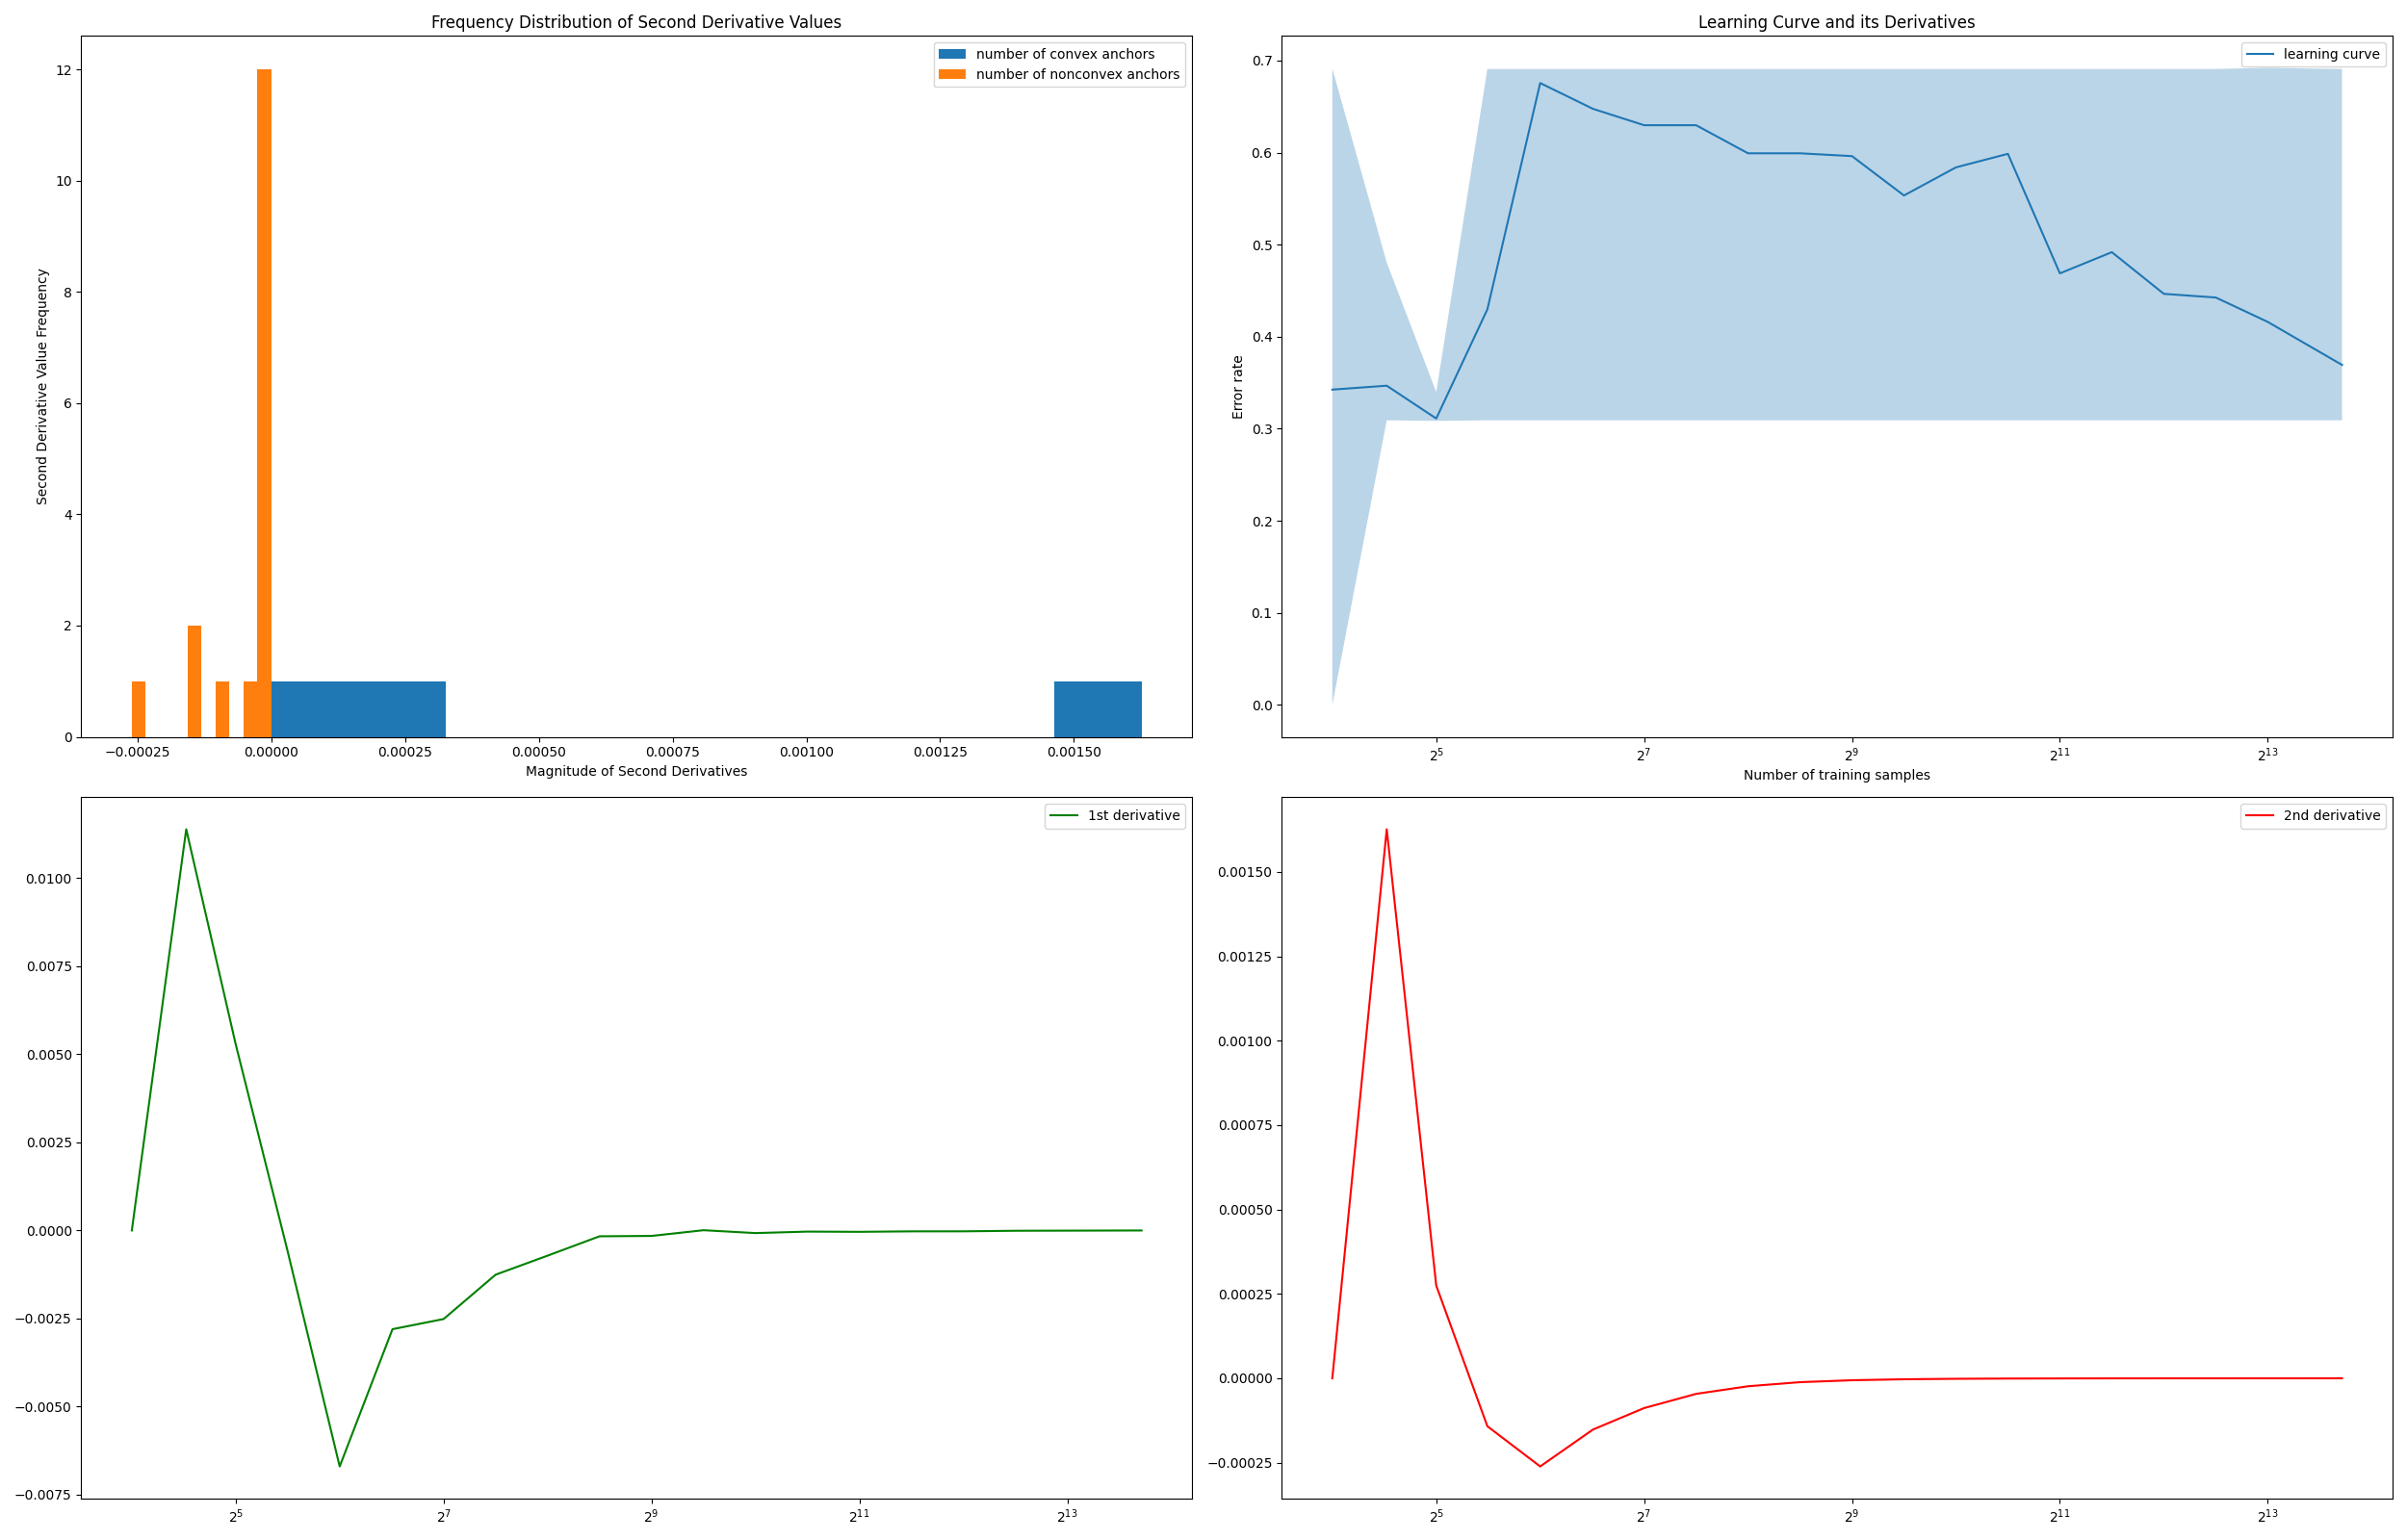 Frequency Distribution of Second Derivative Values
number of convex anchors
number of nonconvex anchors
12
10
8
6
4
2
0
Second Derivative Value Frequency
−0.00025 0.00000 0.00025 0.00050 0.00075 0.00100 0.00125 0.00150
Magnitude of Second Derivatives
Learning Curve and its Derivatives
learning curve
0.7
0.6
0.5
0.4
0.3
0.2
0.1
0.0
Error rate
2⁵ 2⁷ 2⁹ 2¹¹ 2¹³
Number of training samples
1st derivative
0.0100
0.0075
0.0050
0.0025
0.0000
−0.0025
−0.0050
−0.0075
2⁵ 2⁷ 2⁹ 2¹¹ 2¹³
2nd derivative
0.00150
0.00125
0.00100
0.00075
0.00050
0.00025
0.00000
−0.00025
2⁵ 2⁷ 2⁹ 2¹¹ 2¹³